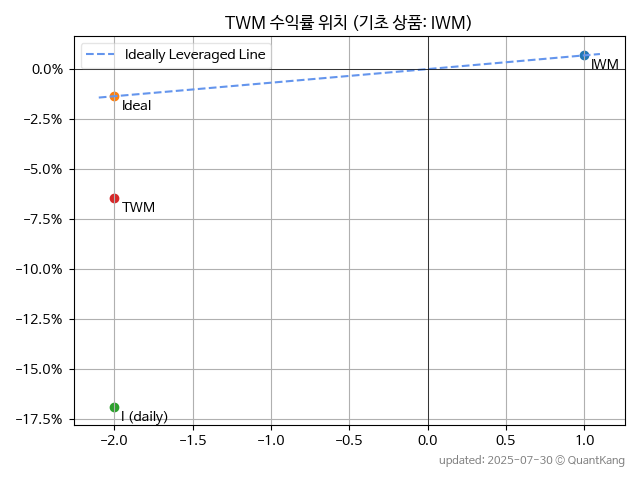 TWM 수익률 위치 (기초 상품: IWM)
Ideally Leveraged Line
0.0%
−2.5%
−5.0%
−7.5%
−10.0%
−12.5%
−15.0%
−17.5%
IWM
Ideal
TWM
I (daily)
−2.0 −1.5 −1.0 −0.5 0.0 0.5 1.0
updated: 2025-07-30 © QuantKang